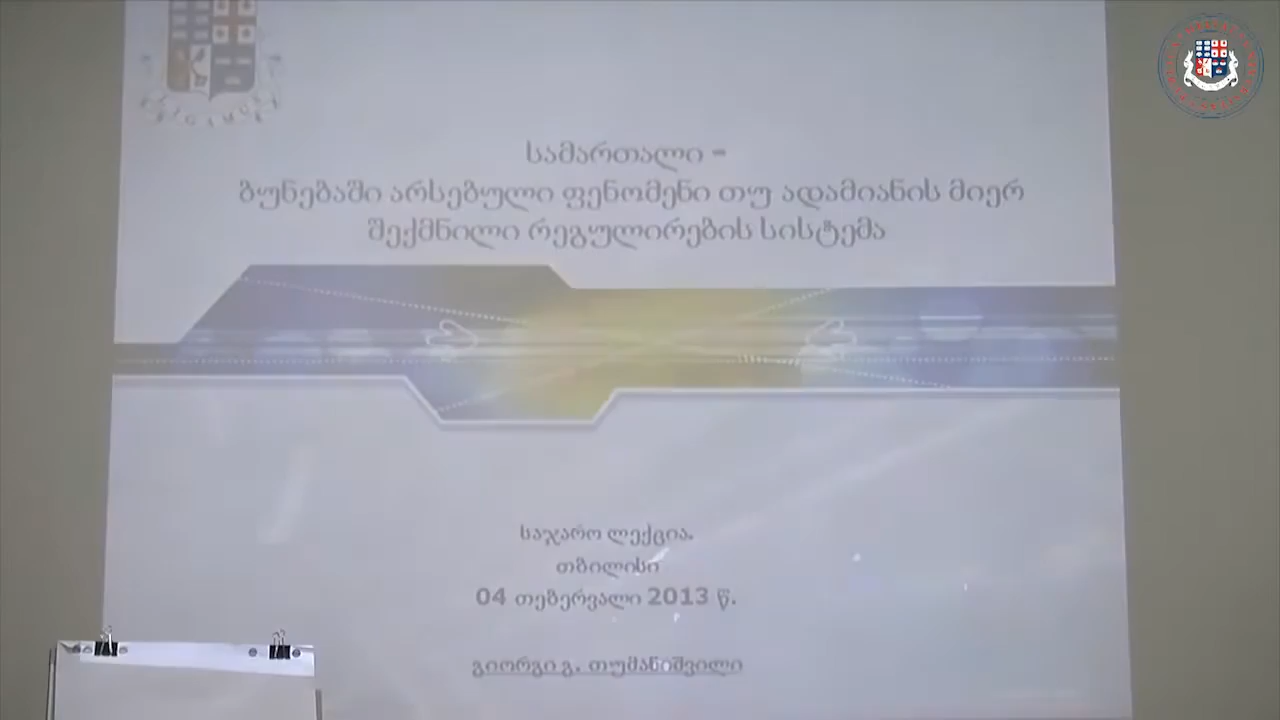 სამართალი -
ბუნებაში არსებული ფენომენი თუ ადამიანის მიერ
შექმნილი რეგულირების სისტემა
საჯარო ლექცია.
თბილისი
04 თებერვალი 2013 წ.
გიორგი გ. თუმანიშვილი